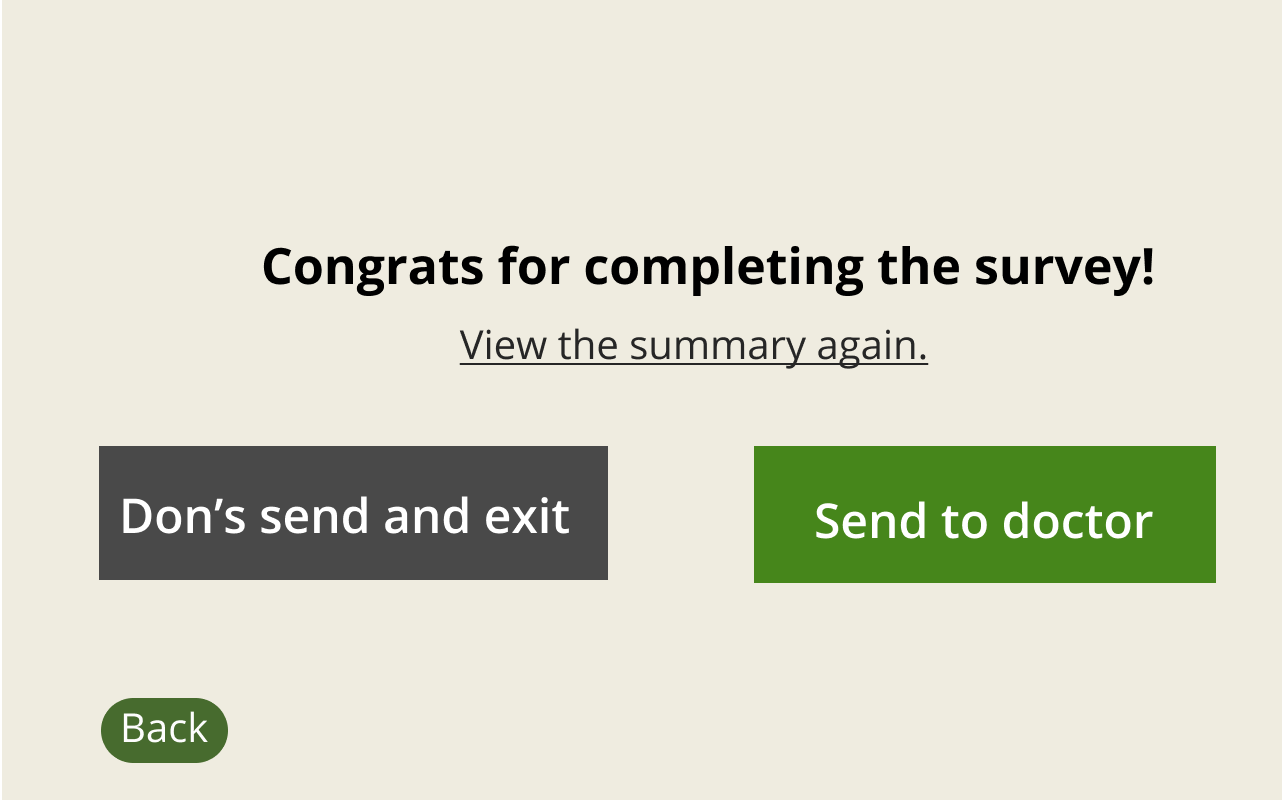 Congrats for completing the survey!
View the summary again.
Don’s send and exit
Send to doctor
Back